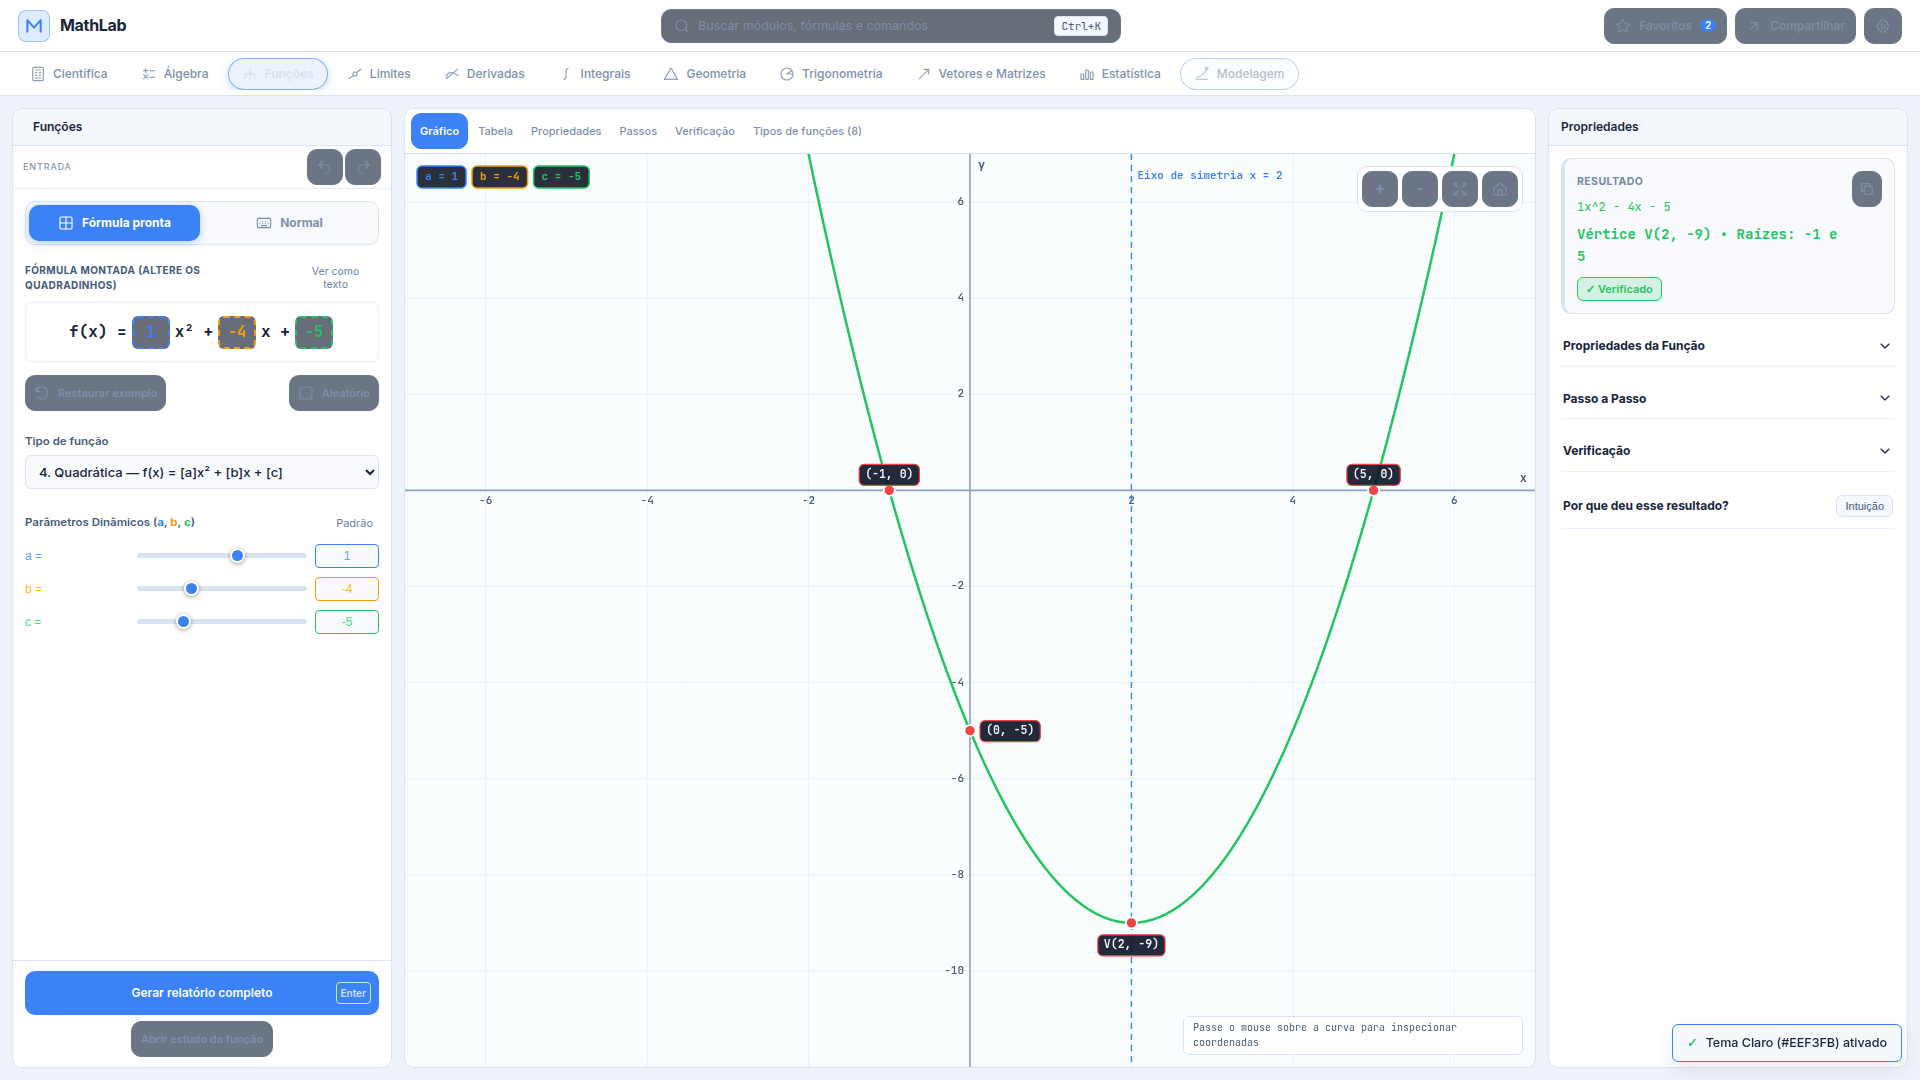 MathLab
Buscar módulos, fórmulas e comandos
Ctrl+K
Favoritos 2
Compartilhar
Científica
Álgebra
Funções
Limites
Derivadas
Integrais
Geometria
Trigonometria
Vetores e Matrizes
Estatística
Modelagem
Funções
ENTRADA
Fórmula pronta
Normal
FÓRMULA MONTADA (ALTERE OS
QUADRADINHOS)
Ver como
texto
f(x) = 1 x² + -4 x + -5
Restaurar exemplo
Aleatório
Tipo de função
4. Quadrática — f(x) = [a]x² + [b]x + [c]
Parâmetros Dinâmicos (a, b, c)
Padrão
a =
1
b =
-4
c =
-5
Gerar relatório completo
Enter
Abrir estudo da função
Gráfico
Tabela
Propriedades
Passos
Verificação
Tipos de funções (8)
a = 1
b = -4
c = -5
y
Eixo de simetria x = 2
+
-
6
4
2
(-1, 0)
(5, 0)
x
-6
-4
-2
2
4
6
-2
-4
(0, -5)
-6
-8
V(2, -9)
-10
Passe o mouse sobre a curva para inspecionar
coordenadas
Propriedades
RESULTADO
1x^2 - 4x - 5
Vértice V(2, -9) • Raízes: -1 e
5
✓ Verificado
Propriedades da Função
Passo a Passo
Verificação
Por que deu esse resultado?
Intuição
✓ Tema Claro (#EEF3FB) ativado